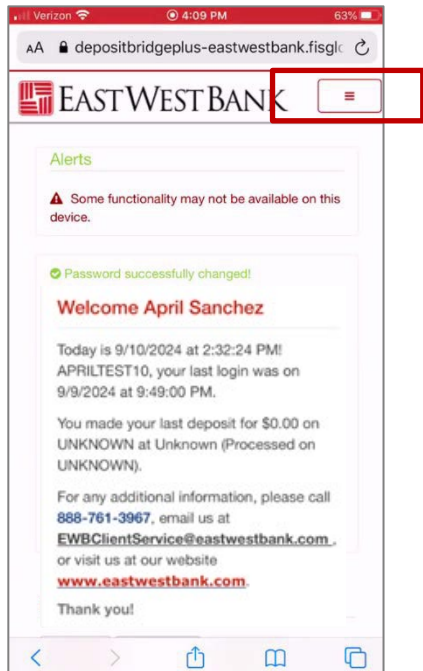 Verizon 4:09 PM 63%
AA depositbridgeplus-eastwestbank.fisglo
EASTWEST BANK
Alerts
Some functionality may not be available on this
device.
Password successfully changed!
Welcome April Sanchez
Today is 9/10/2024 at 2:32:24 PM!
APRILTEST10, your last login was on
9/9/2024 at 9:49:00 PM.
You made your last deposit for $0.00 on
UNKNOWN at Unknown (Processed on
UNKNOWN).
For any additional information, please call
888-761-3967, email us at
EWBClientService@eastwestbank.com ,
or visit us at our website
www.eastwestbank.com.
Thank you!